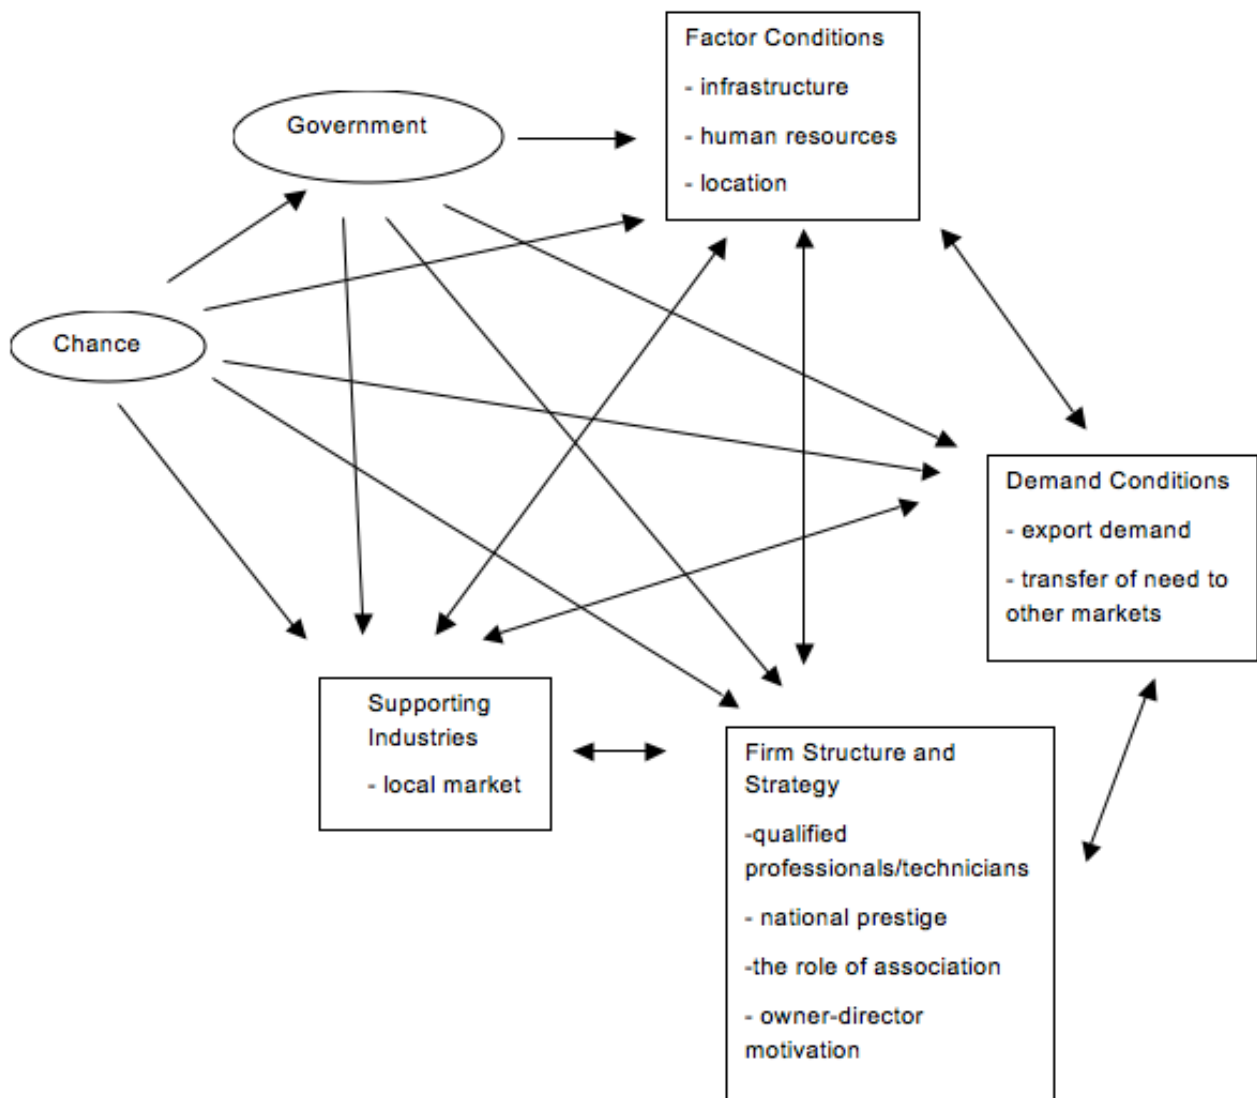 Factor Conditions
- infrastructure
- human resources
- location
Government
Chance
Demand Conditions
- export demand
- transfer of need to
other markets
Supporting
Industries
- local market
Firm Structure and
Strategy
-qualified
professionals/technicians
- national prestige
-the role of association
- owner-director
motivation